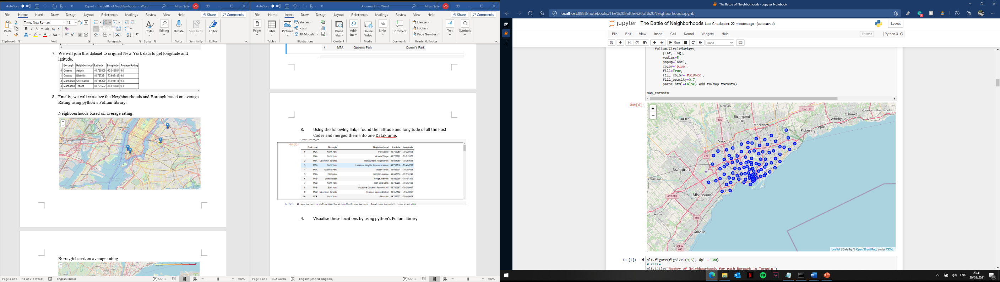 AutoSave Off
Report - The Battle of Neighborhoods - Word
Milan Sajiv MS
File Home Insert Draw Design Layout References Mailings Review View Help Share Comments
Times New Roman 13
Paste Styles Editing Dictate Sensitivity Editor
Clipboard Font Paragraph Styles Voice Sensitivity Editor
7. We will join this dataset to original New York data to get longitude and
latitude.
Borough Neighborhood Latitude Longitude Average Rating
0 Queens Astoria 40.768509 -73.915654 9.0
1 Queens Blissville 40.737251 -73.932442 9.0
2 Manhattan Civic Center 40.715229 -74.005415 9.1
3 Manhattan Tribeca 40.721522 -74.010683 9.1
8. Finally, we will visualize the Neighbourhoods and Borough based on average
Rating using python's Folium library.
Neighbourhoods based on average rating:
Borough based on average rating:
Page 4 of 6 14 of 711 words English (India) Focus 100%
AutoSave Off
Document1 - Word
Milan Sajiv MS
File Home Insert Draw Design Layout References Mailings Review View Help Share Comments
Pages Table Pictures Shapes Icons 3D Models Reuse Files Add-ins Online Video Links Comment Header Footer Page Number Text Symbols
Tables Illustrations Content Media Comments Header & Footer
4 M7A Queen's Park Queen's Park
3. Using the following link, I found the latitude and longitude of all the Post
Codes and merged them into one DataFrame.
Out[5]:
Post code Borough Neighbourhood Latitude Longitude
0 M3A North York Parkwoods 43.753259 -79.329656
1 M4A North York Victoria Village 43.725882 -79.315572
2 M5A Downtown Toronto Harbourfront, Regent Park 43.654260 -79.360636
3 M6A North York Lawrence Heights, Lawrence Manor 43.718518 -79.464763
4 M7A Queen's Park Queen's Park 43.662301 -79.389494
5 M9A Etobicoke Islington Avenue 43.667856 -79.532242
6 M1B Scarborough Rouge, Malvern 43.806686 -79.194353
7 M3B North York Don Mills North 43.745906 -79.352188
8 M4B East York Woodbine Gardens, Parkview Hill 43.706397 -79.309937
9 M5B Downtown Toronto Ryerson, Garden District 43.657162 -79.378937
10 M6B North York Glencairn 43.709577 -79.445073
4. Visualise these locations by using python's Folium library
Page 3 of 3 392 words English (United Kingdom) Focus 100%
The Battle of Neighborhoods - Jupyter Notebook
localhost:8888/notebooks/The%20Battle%20of%20Neighborhoods.ipynb
jupyter The Battle of Neighborhoods Last Checkpoint: 22 minutes ago (autosaved)
Logout
File Edit View Insert Cell Kernel Widgets Help
Trusted Python 3
Run Code
folium.CircleMarker(
[lat, lng],
radius=5,
popup=label,
color='blue',
fill=True,
fill_color='#3186cc',
fill_opacity=0.7,
parse_html=False).add_to(map_toronto)
map_toronto
Out[6]:
+
−
King City
407 Toll
Courtice
Bowmanville
Oshawa
Whitby
Bolton
400
Richmond
Hill
Markham
Ajax
Pickering
Vaughan
401
427
Peel Region
Brampton
Georgetown
Mississauga
407 ETR
Milton
403
Oakville
QEW
403
Leaflet | Data by © OpenStreetMap, under ODbL.
In [7]: plt.figure(figsize=(9,5), dpi = 100)
# title
plt.title('Number of Neighbourhoods for each Borough in Toronto')
ENG
23:41
30/03/2021